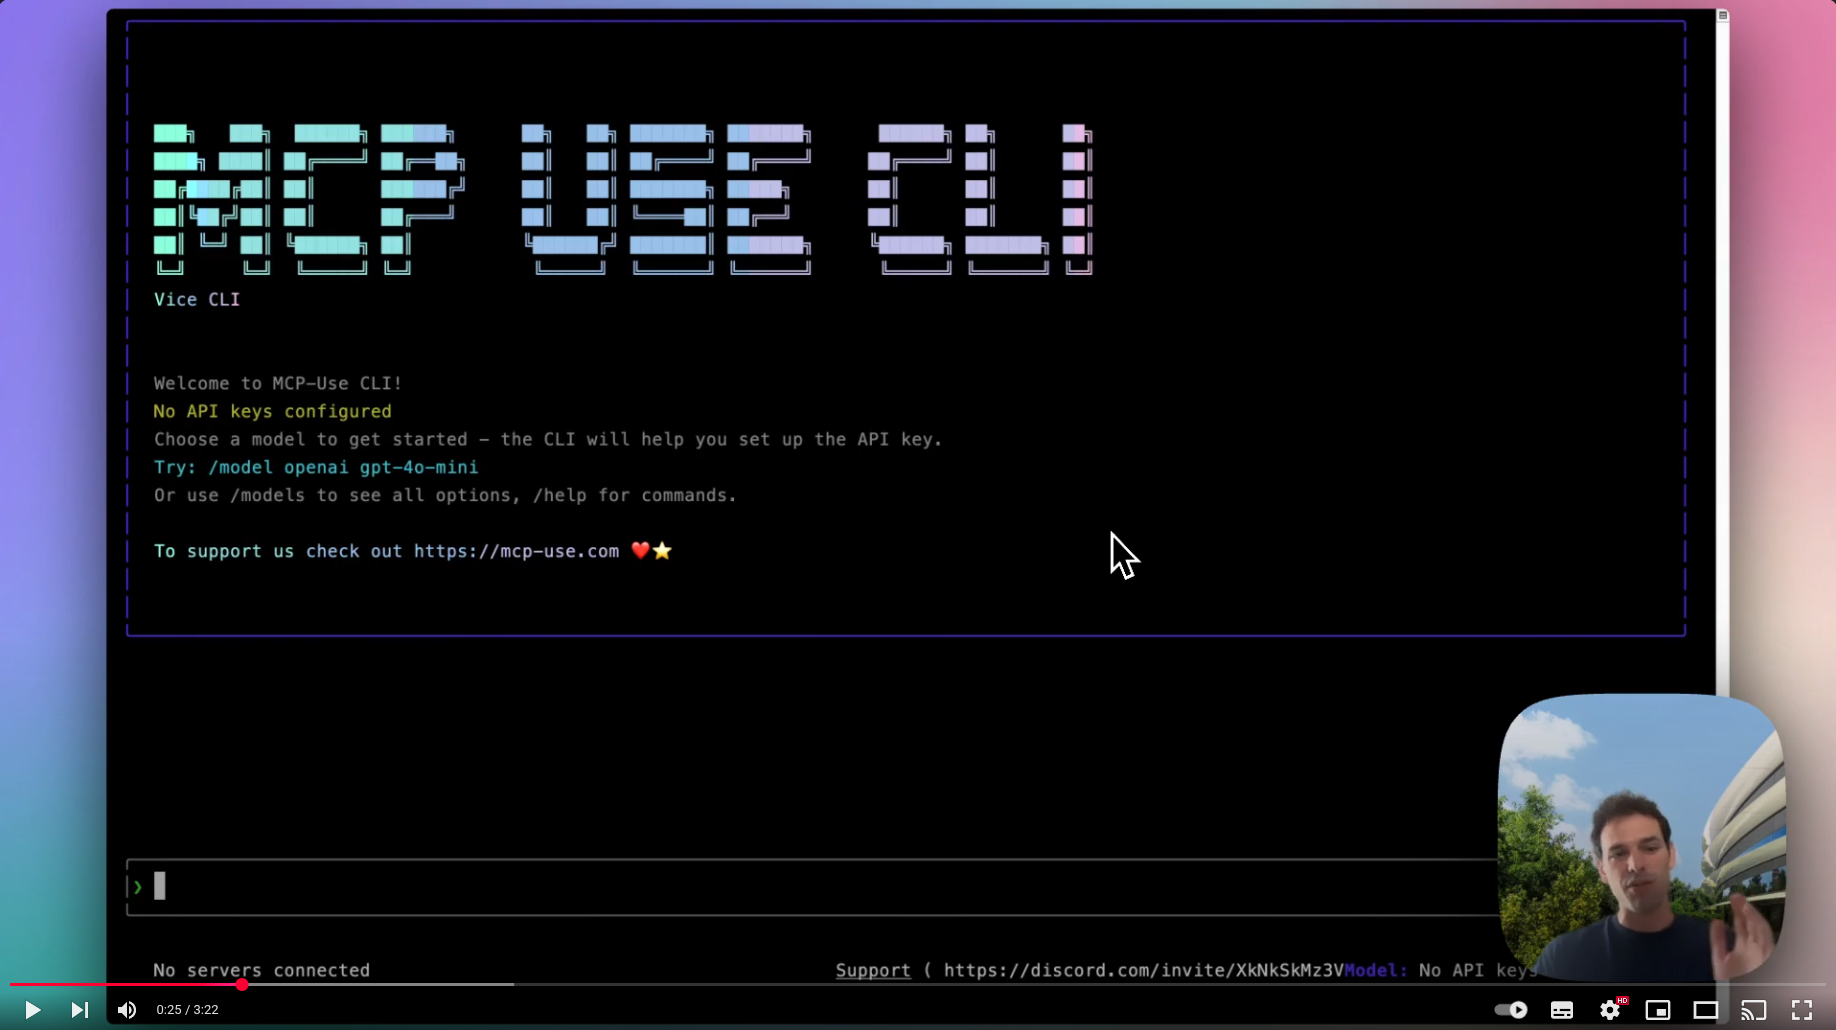 MCP USE CLI
Vice CLI
Welcome to MCP-Use CLI!
No API keys configured
Choose a model to get started – the CLI will help you set up the API key.
Try: /model openai gpt-4o-mini
Or use /models to see all options, /help for commands.
To support us check out https://mcp-use.com ❤️⭐
❯
No servers connected
Support ( https://discord.com/invite/XkNkSkMz3VModel: No API keys
0:25 / 3:22
HD